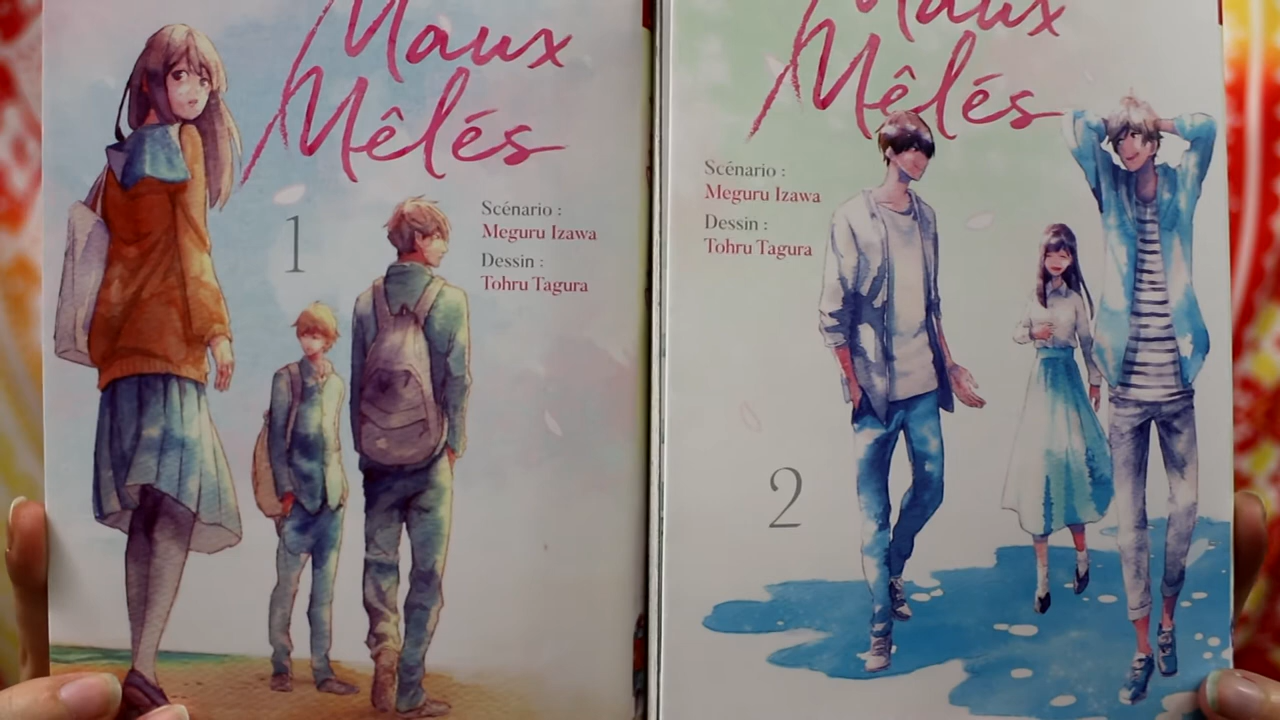 Maux
Mêlés
1
Scénario :
Meguru Izawa
Dessin :
Tohru Tagura
Maux
Mêlés
Scénario :
Meguru Izawa
Dessin :
Tohru Tagura
2